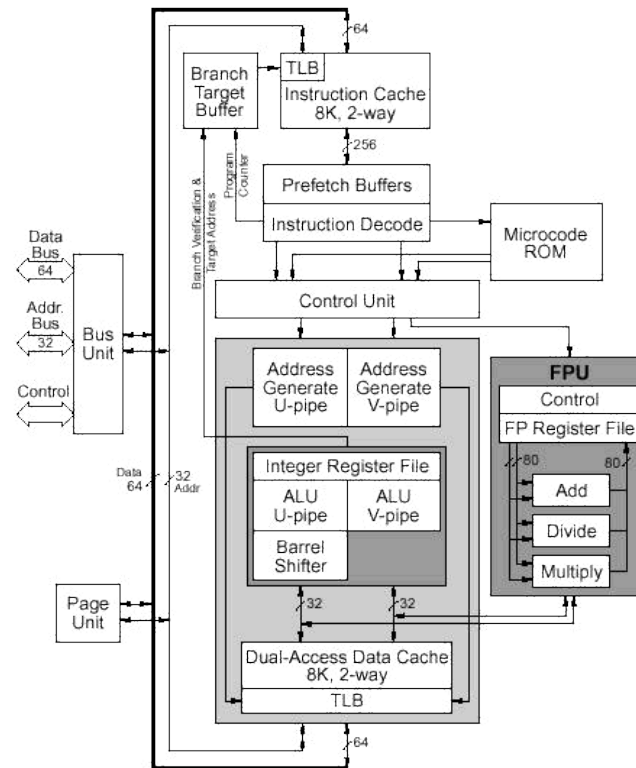 64
Branch
Target
Buffer
TLB
Instruction Cache
8K, 2-way
256
Branch Verification &
Target Address
Program
Counter
Prefetch Buffers
Instruction Decode
Microcode
ROM
Control Unit
Data
Bus
64
Addr.
Bus
32
Control
Bus
Unit
Address
Generate
U-pipe
Address
Generate
V-pipe
Integer Register File
ALU
U-pipe
ALU
V-pipe
Barrel
Shifter
FPU
Control
FP Register File
80
80
Add
Divide
Multiply
Data
64
32
Addr
32
32
Page
Unit
Dual-Access Data Cache
8K, 2-way
TLB
64